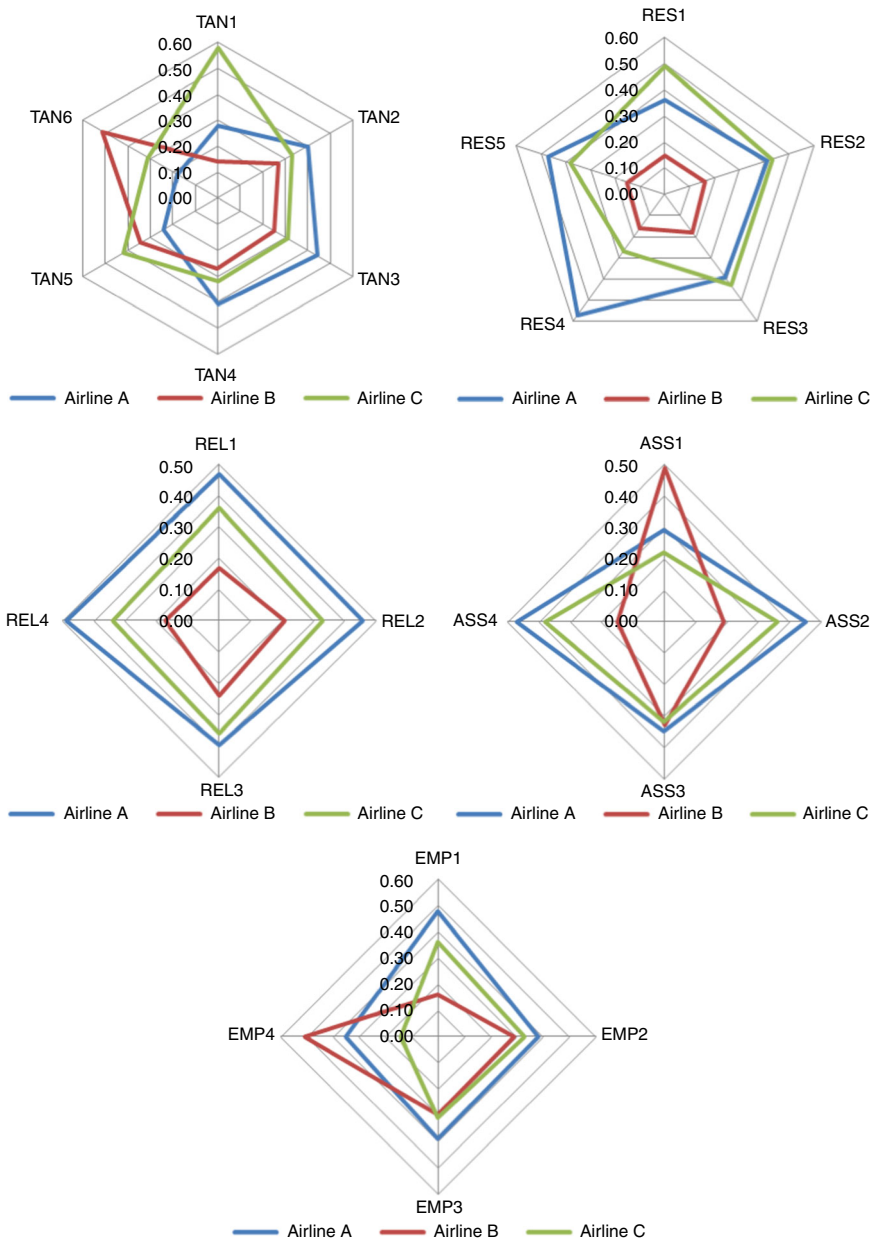 TAN1
0.60
0.50
0.40
0.30
0.20
0.10
0.00
TAN2
TAN3
TAN4
TAN5
TAN6
Airline A Airline B Airline C
RES1
0.60
0.50
0.40
0.30
0.20
0.10
0.00
RES2
RES3
RES4
RES5
Airline A Airline B Airline C
REL1
0.50
0.40
0.30
0.20
0.10
0.00
REL2
REL3
REL4
Airline A Airline B Airline C
ASS1
0.50
0.40
0.30
0.20
0.10
0.00
ASS2
ASS3
ASS4
Airline A Airline B Airline C
EMP1
0.60
0.50
0.40
0.30
0.20
0.10
0.00
EMP2
EMP3
EMP4
Airline A Airline B Airline C